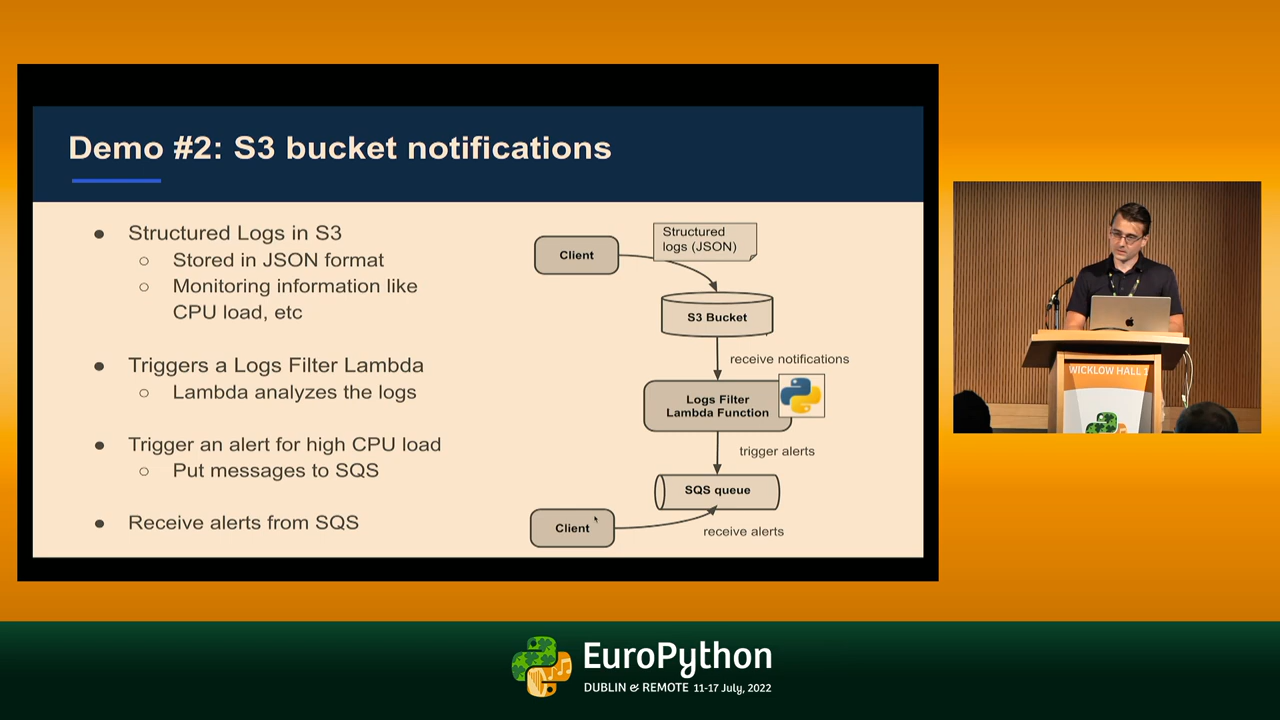 Demo #2: S3 bucket notifications
● Structured Logs in S3
○ Stored in JSON format
○ Monitoring information like
CPU load, etc
● Triggers a Logs Filter Lambda
○ Lambda analyzes the logs
● Trigger an alert for high CPU load
○ Put messages to SQS
● Receive alerts from SQS
Client
Structured
logs (JSON)
S3 Bucket
receive notifications
Logs Filter
Lambda Function
trigger alerts
SQS queue
Client
receive alerts
WICKLOW HALL 1
EuroPython
DUBLIN & REMOTE 11-17 July, 2022